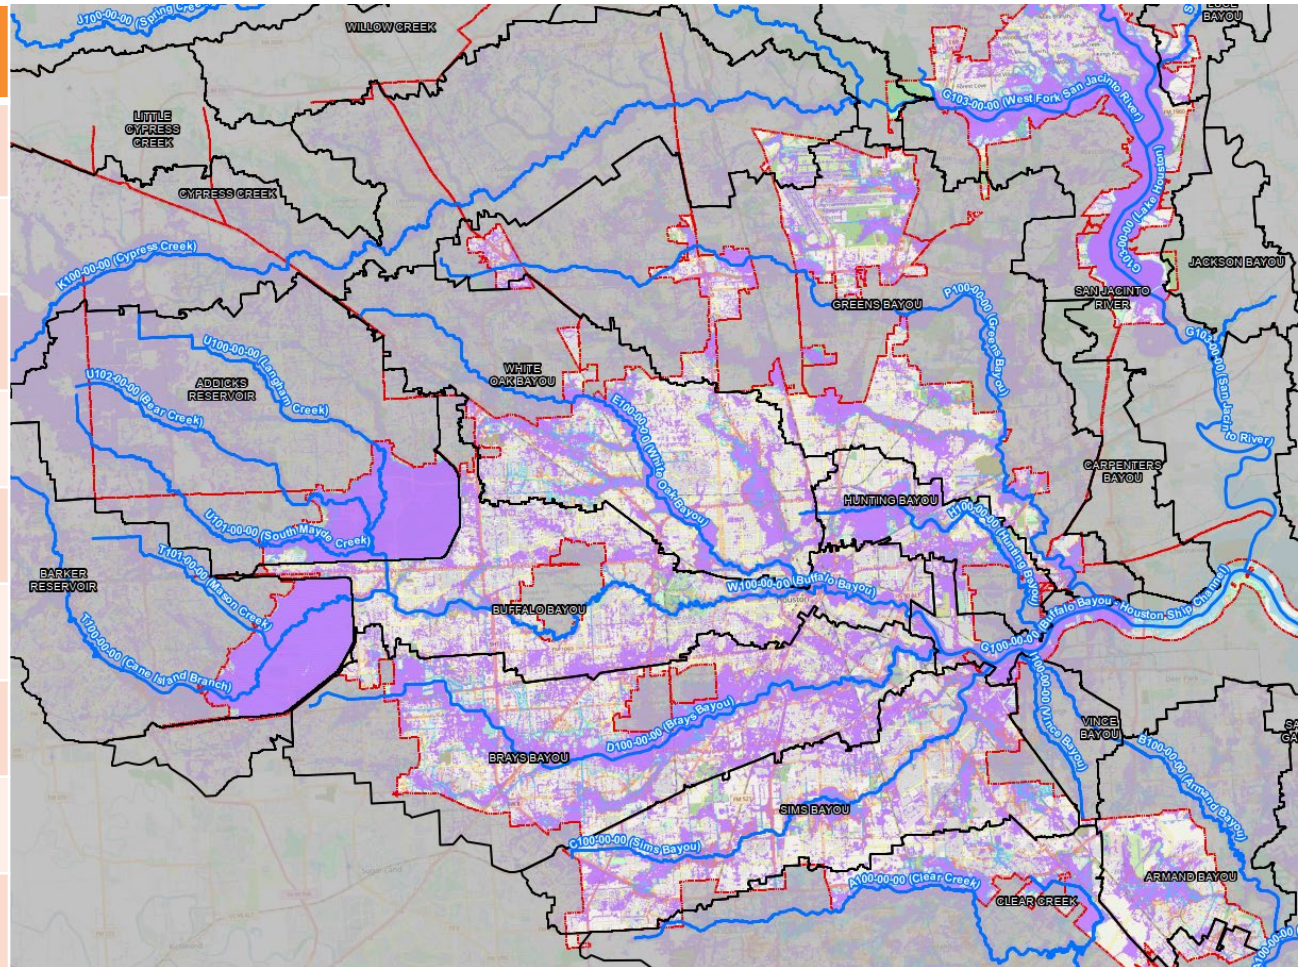 J100-00-00 (Spring Creek)
WILLOW CREEK
BAYOU
LITTLE
CYPRESS
CREEK
G103-00-00 (West Fork San Jacinto River)
CYPRESS CREEK
K100-00-00 (Cypress Creek)
G103-00-00 (Lake Houston)
JACKSON BAYOU
SAN JACINTO
RIVER
GREENS BAYOU
P100-00-00 (Greens Bayou)
U100-00-00 (Langham Creek)
G103-00-00 (San Jacinto River)
WHITE
OAK BAYOU
ADDICKS
RESERVOIR
U102-00-00 (Bear Creek)
E100-00-00 (White Oak Bayou)
CARPENTERS
BAYOU
HUNTING BAYOU
H100-00-00 (Hunting Bayou)
U101-00-00 (South Mayde Creek)
T101-00-00 (Mason Creek)
BARKER
RESERVOIR
W100-00-00 (Buffalo Bayou)
Houston
BUFFALO BAYOU
G100-00-00 (Buffalo Bayou - Houston Ship Channel)
T100-00-00 (Cane Island Branch)
I100-00-00 (Vince Bayou)
VINCE
BAYOU
D100-00-00 (Brays Bayou)
BRAYS BAYOU
B100-00-00 (Armand Bayou)
SIMS BAYOU
C100-00-00 (Sims Bayou)
A100-00-00 (Clear Creek)
ARMAND BAYOU
CLEAR CREEK